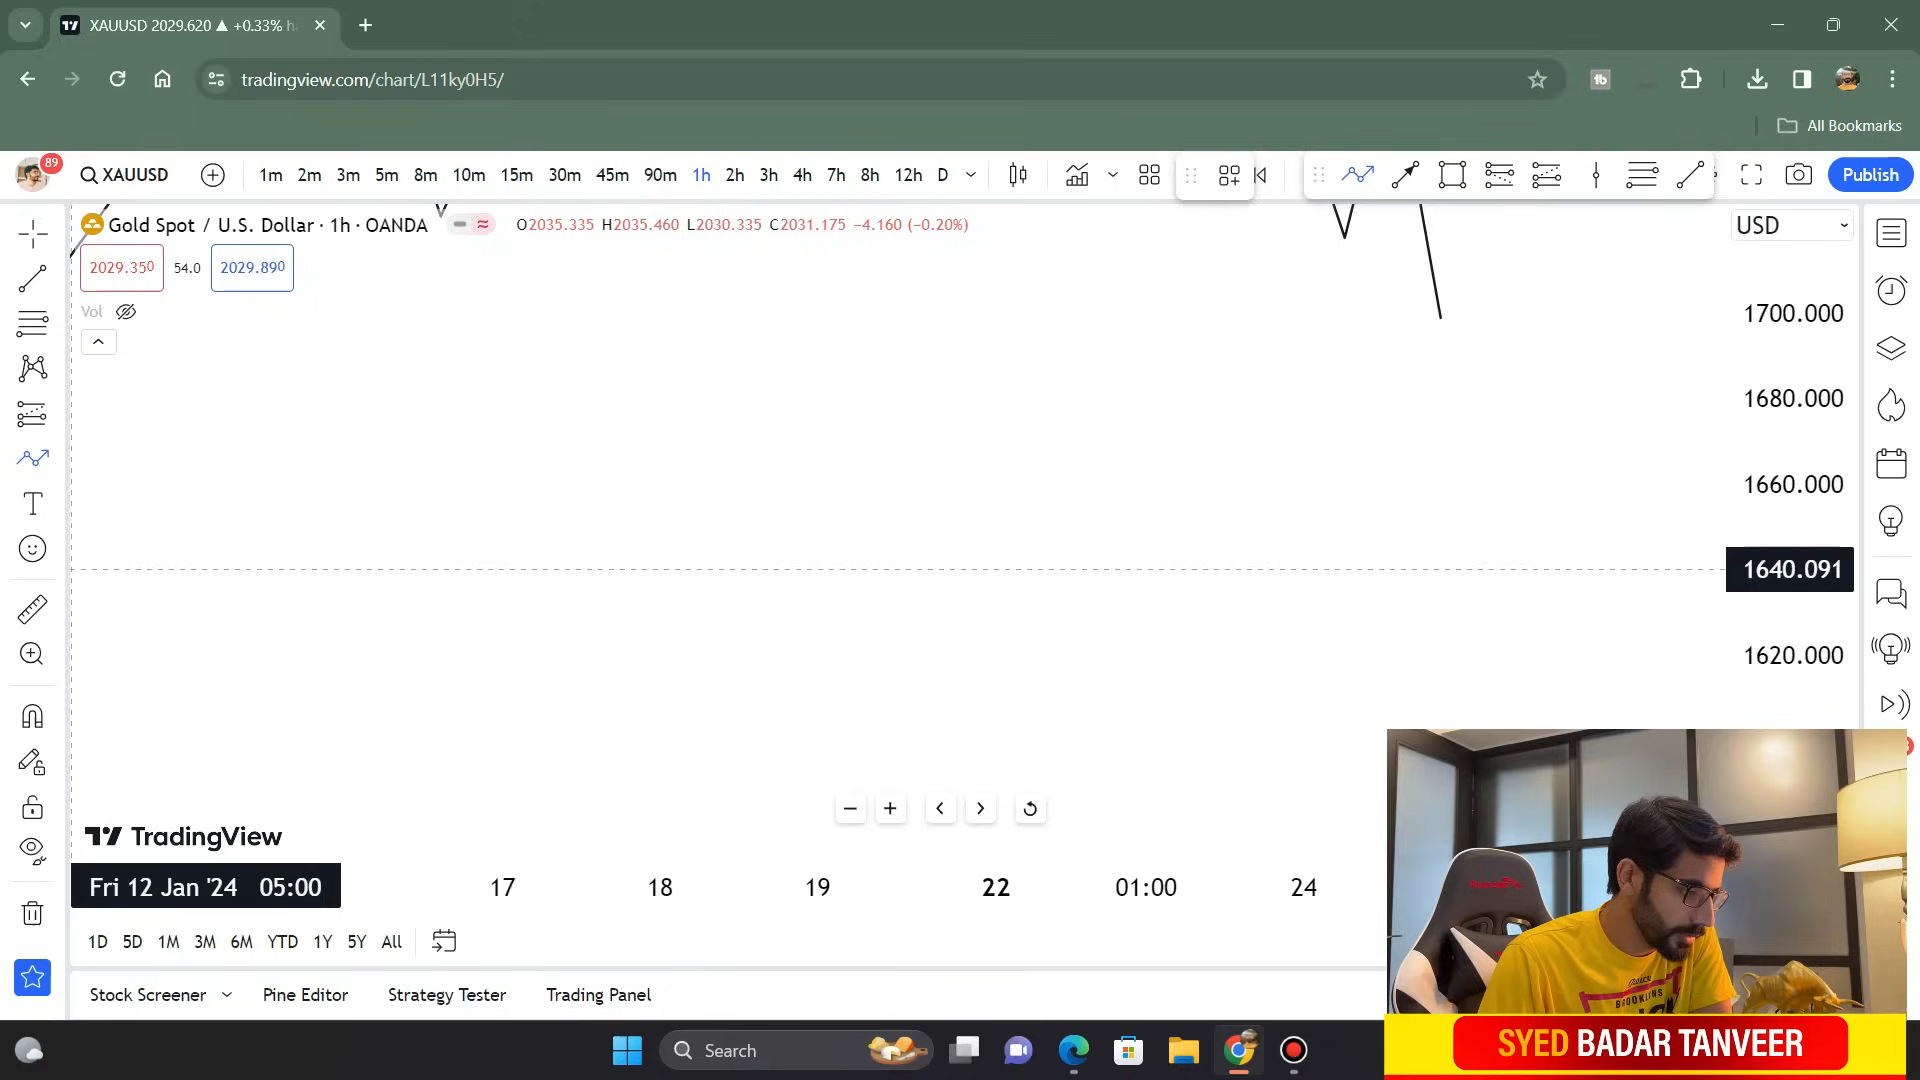 XAUUSD 2029.620 ▲ +0.33%
tradingview.com/chart/L11ky0H5/
All Bookmarks
89
XAUUSD
1m 2m 3m 5m 8m 10m 15m 30m 45m 90m 1h 2h 3h 4h 7h 8h 12h D
Publish
Gold Spot / U.S. Dollar · 1h · OANDA
O2035.335 H2035.460 L2030.335 C2031.175 −4.160 (−0.20%)
USD
2029.350 54.0 2029.890
Vol
1700.000
1680.000
1660.000
1640.091
1620.000
TradingView
Fri 12 Jan '24 05:00 17 18 19 22 01:00 24
1D 5D 1M 3M 6M YTD 1Y 5Y All
Stock Screener Pine Editor Strategy Tester Trading Panel
BROOKLYN
Search
SYED BADAR TANVEER